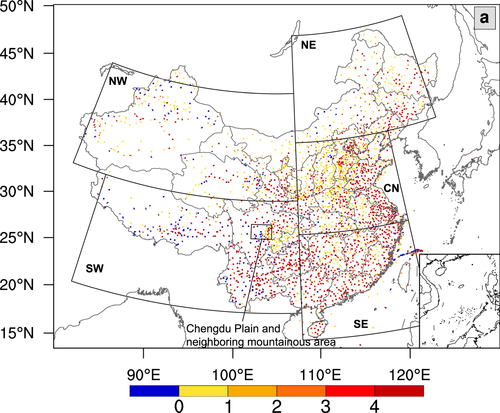 50°N
a
NE
45°N
NW
40°N
35°N
30°N
CN
25°N
SW
20°N
SE
Chengdu Plain and
neighboring mountainous area
15°N
90°E 100°E 110°E 120°E
0 1 2 3 4